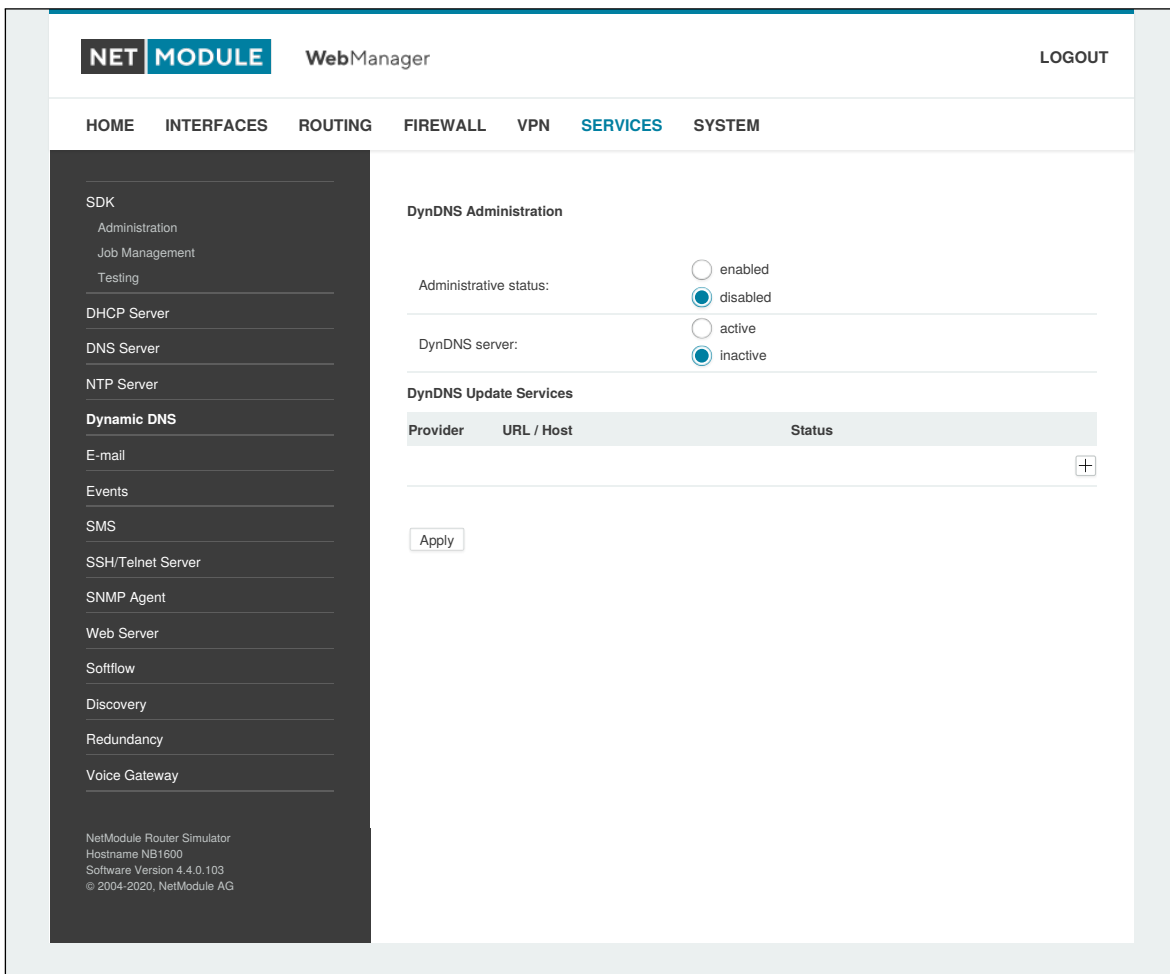 NET MODULE WebManager LOGOUT
HOME INTERFACES ROUTING FIREWALL VPN SERVICES SYSTEM
SDK
Administration
Job Management
Testing
DHCP Server
DNS Server
NTP Server
Dynamic DNS
E-mail
Events
SMS
SSH/Telnet Server
SNMP Agent
Web Server
Softflow
Discovery
Redundancy
Voice Gateway
NetModule Router Simulator
Hostname NB1600
Software Version 4.4.0.103
© 2004-2020, NetModule AG
DynDNS Administration
Administrative status:
enabled
disabled
DynDNS server:
active
inactive
DynDNS Update Services
Provider URL / Host Status
Apply